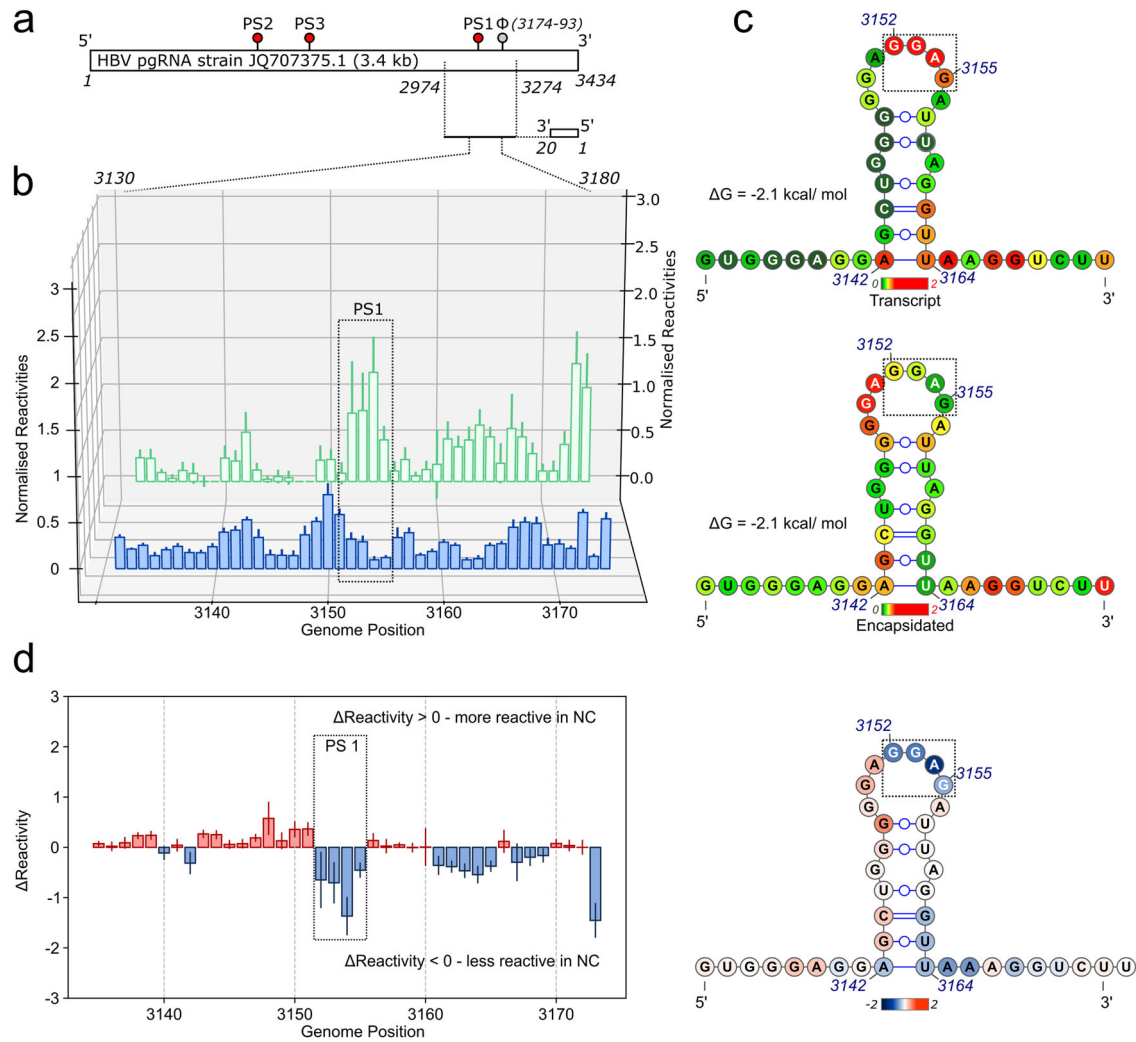 a
PS2 PS3 PS1 Φ (3174-93)
5' 3'
HBV pgRNA strain JQ707375.1 (3.4 kb)
1 2974 3274 3434
3' 5'
20 1
b
3130 3180
3.0
2.5
2.0
1.5
1.0
0.5
0.0
Normalised Reactivities
3
2.5
2
1.5
1
0.5
0
Normalised Reactivities
PS1
3140 3150 3160 3170
Genome Position
c
3152
A G G A
G G
3155
G A
G U
G U
G A
U G
C G
G U
ΔG = -2.1 kcal/ mol
G U G G G A G G A U A A G G U C U U
3142 3164
5' 0 2 3'
Transcript
3152
A G G A
G G
3155
G A
G U
G U
G A
U G
C G
G U
ΔG = -2.1 kcal/ mol
G U G G G A G G A U A A G G U C U U
3142 3164
5' 0 2 3'
Encapsidated
d
3
2
1
0
-1
-2
-3
ΔReactivity
ΔReactivity > 0 - more reactive in NC
PS 1
ΔReactivity < 0 - less reactive in NC
3140 3150 3160 3170
Genome Position
3152
A G G A
G G
3155
G A
G U
G U
G A
U G
C G
G U
G U G G G A G G A U A A A G G U C U U
3142 3164
5' -2 2 3'